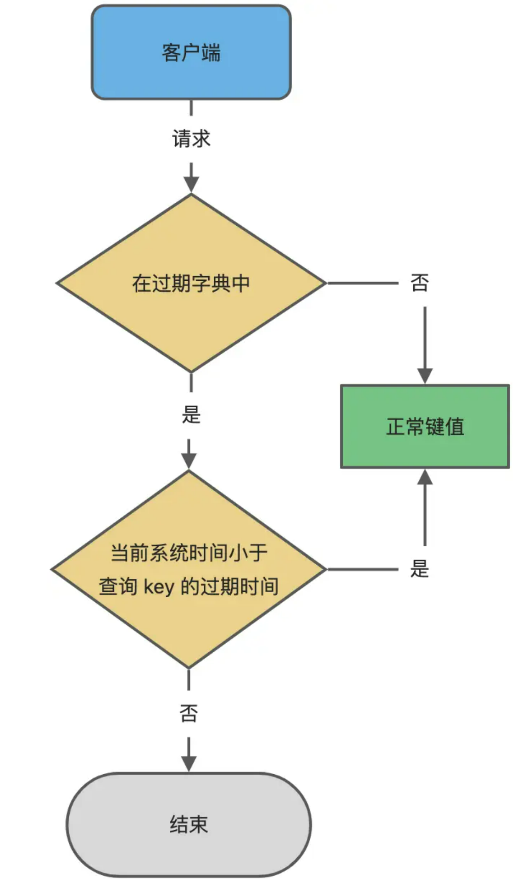 客户端
请求
在过期字典中
否
是
正常键值
当前系统时间小于
查询 key 的过期时间
是
否
结束